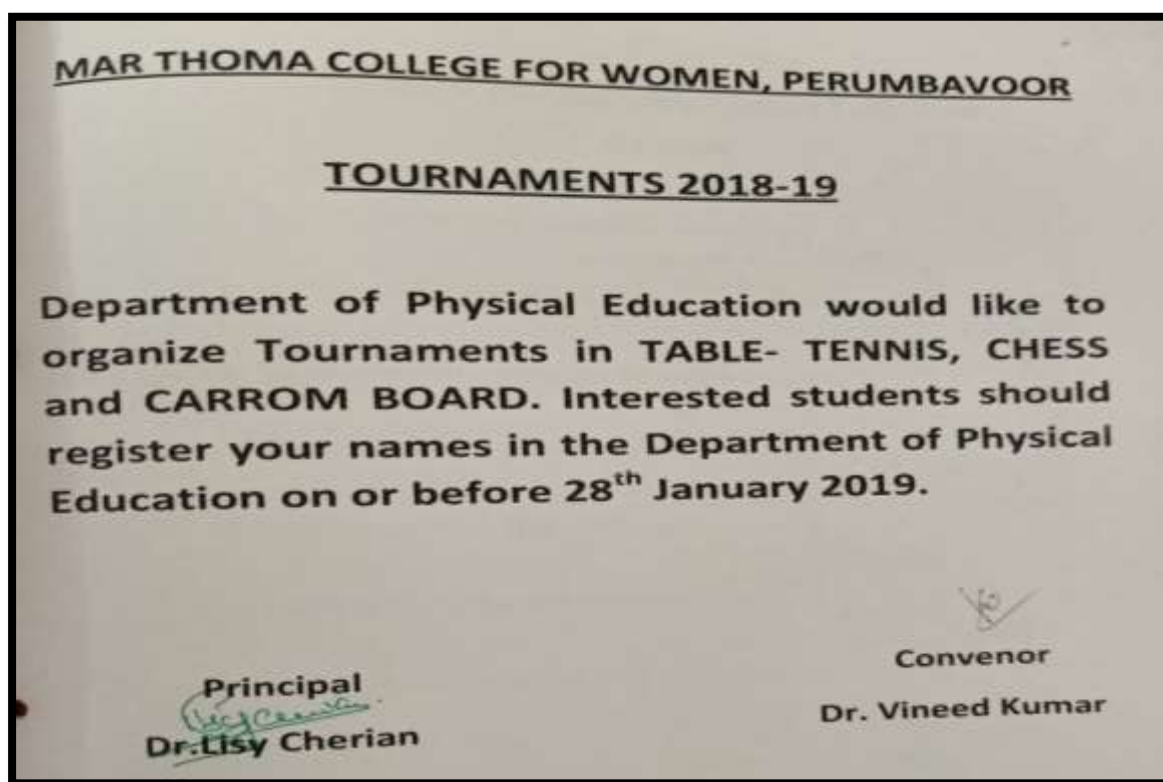 MAR THOMA COLLEGE FOR WOMEN, PERUMBAVOOR
TOURNAMENTS 2018-19
Department of Physical Education would like to
organize Tournaments in TABLE- TENNIS, CHESS
and CARROM BOARD. Interested students should
register your names in the Department of Physical
Education on or before 28th January 2019.
Principal
Dr.Lisy Cherian
Convenor
Dr. Vineed Kumar